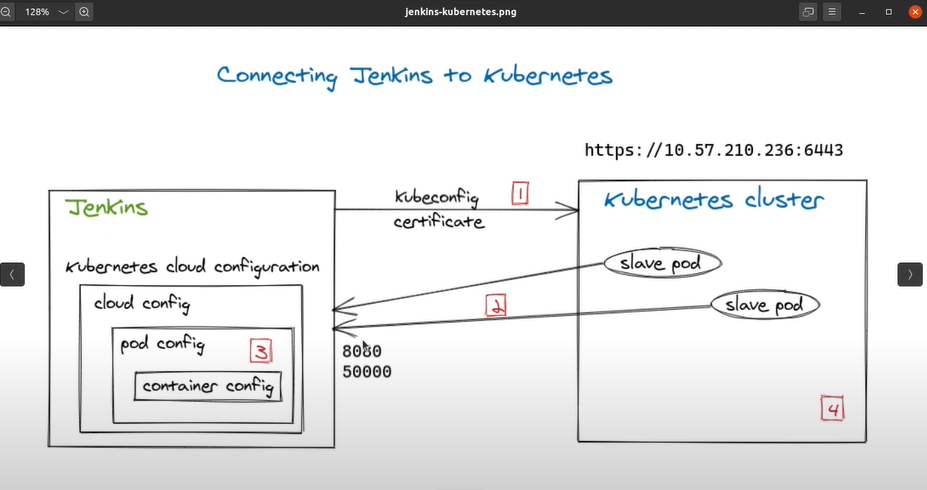 128%
jenkins-kubernetes.png
Connecting Jenkins to Kubernetes
https://10.57.210.236:6443
Jenkins
Kubeconfig
certificate
1
Kubernetes cluster
Kubernetes cloud configuration
slave pod
cloud config
2
slave pod
pod config
3
8080
50000
container config
4